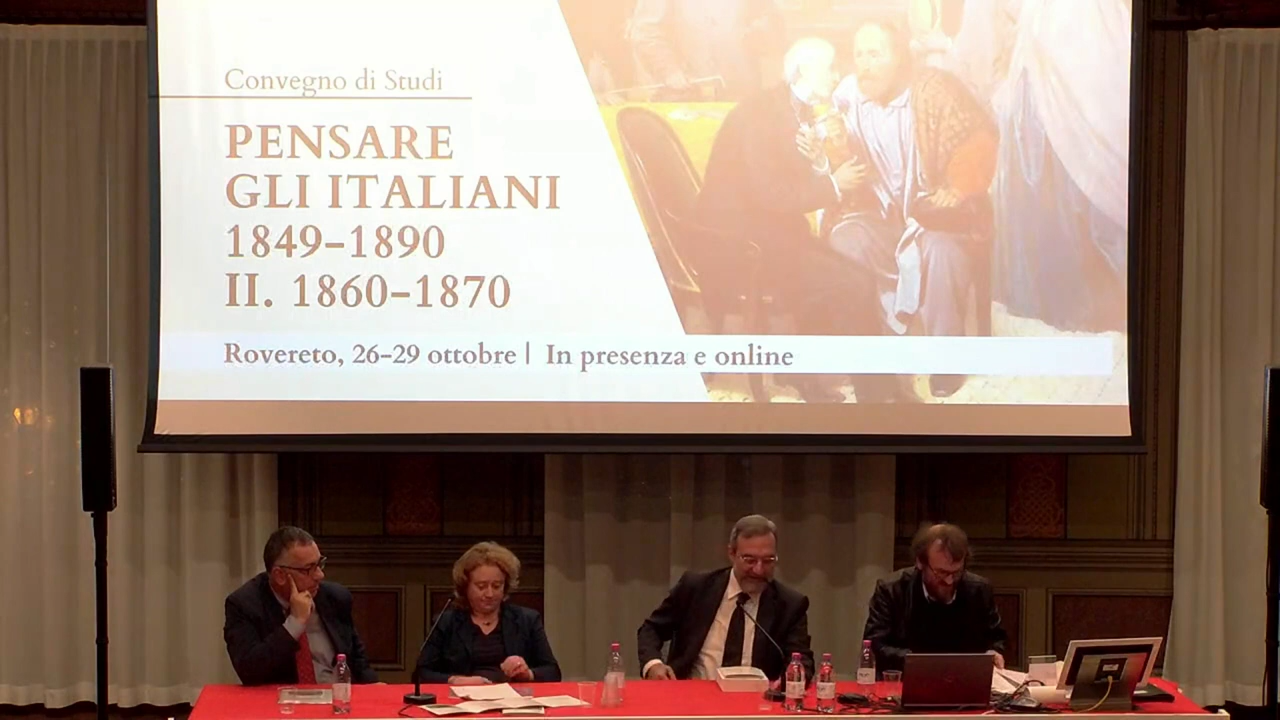 Convegno di Studi
PENSARE
GLI ITALIANI
1849–1890
II. 1860–1870
Rovereto, 26–29 ottobre | In presenza e online